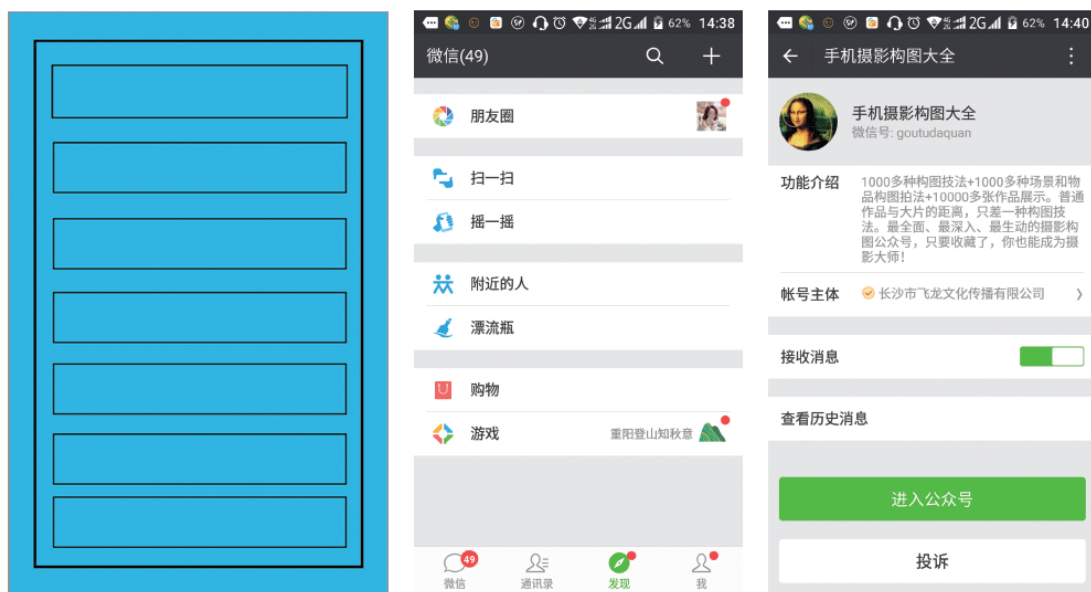 2G 62% 14:38
微信(49)
朋友圈
扫一扫
摇一摇
附近的人
漂流瓶
购物
游戏 重阳登山知秋意
49
微信 通讯录 发现 我
2G 62% 14:40
手机摄影构图大全
手机摄影构图大全
微信号: goutudaquan
功能介绍 1000多种构图技法+1000多种场景和物
品构图拍法+10000多张作品展示。普通
作品与大片的距离，只差一种构图技
法。最全面、最深入、最生动的摄影构
图公众号，只要收藏了，你也能成为摄
影大师！
帐号主体 长沙市飞龙文化传播有限公司
接收消息
查看历史消息
进入公众号
投诉